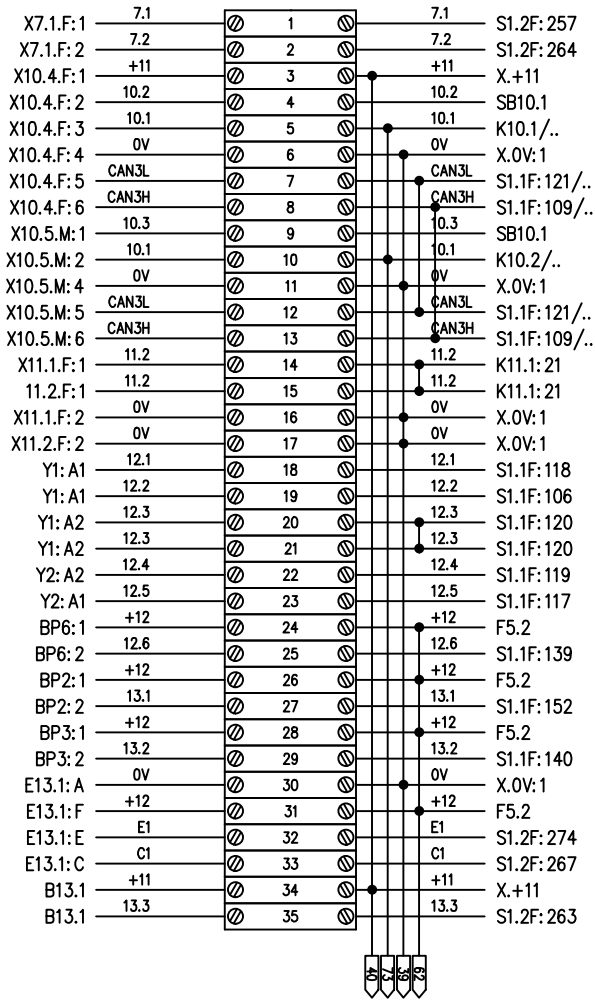 X7.1.F:1 7.1 1 7.1 S1.2F:257
X7.1.F:2 7.2 2 7.2 S1.2F:264
X10.4.F:1 +11 3 +11 X.+11
X10.4.F:2 10.2 4 10.2 SB10.1
X10.4.F:3 10.1 5 10.1 K10.1/..
X10.4.F:4 0V 6 0V X.0V:1
X10.4.F:5 CAN3L 7 CAN3L S1.1F:121/..
X10.4.F:6 CAN3H 8 CAN3H S1.1F:109/..
X10.5.M:1 10.3 9 10.3 SB10.1
X10.5.M:2 10.1 10 10.1 K10.2/..
X10.5.M:4 0V 11 0V X.0V:1
X10.5.M:5 CAN3L 12 CAN3L S1.1F:121/..
X10.5.M:6 CAN3H 13 CAN3H S1.1F:109/..
X11.1.F:1 11.2 14 11.2 K11.1:21
11.2.F:1 11.2 15 11.2 K11.1:21
X11.1.F:2 0V 16 0V X.0V:1
X11.2.F:2 0V 17 0V X.0V:1
Y1:A1 12.1 18 12.1 S1.1F:118
Y1:A1 12.2 19 12.2 S1.1F:106
Y1:A2 12.3 20 12.3 S1.1F:120
Y1:A2 12.3 21 12.3 S1.1F:120
Y2:A2 12.4 22 12.4 S1.1F:119
Y2:A1 12.5 23 12.5 S1.1F:117
BP6:1 +12 24 +12 F5.2
BP6:2 12.6 25 12.6 S1.1F:139
BP2:1 +12 26 +12 F5.2
BP2:2 13.1 27 13.1 S1.1F:152
BP3:1 +12 28 +12 F5.2
BP3:2 13.2 29 13.2 S1.1F:140
E13.1:A 0V 30 0V X.0V:1
E13.1:F +12 31 +12 F5.2
E13.1:E E1 32 E1 S1.2F:274
E13.1:C C1 33 C1 S1.2F:267
B13.1 +11 34 +11 X.+11
B13.1 13.3 35 13.3 S1.2F:263
40 73 39 62